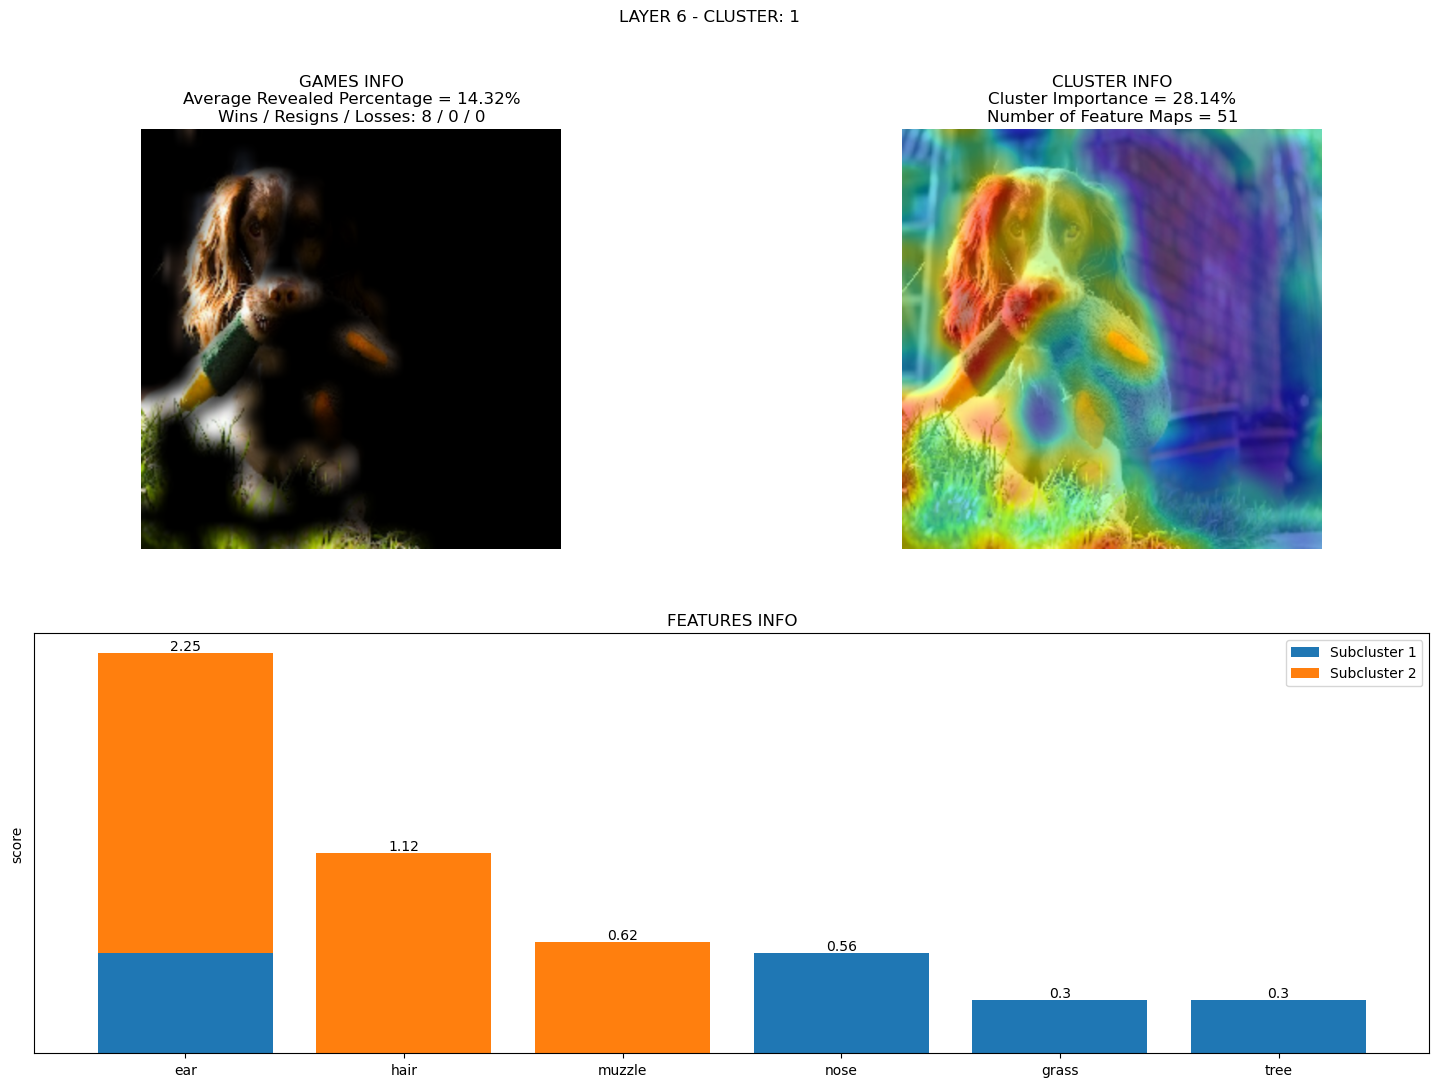 LAYER 6 - CLUSTER: 1
GAMES INFO
Average Revealed Percentage = 14.32%
Wins / Resigns / Losses: 8 / 0 / 0
CLUSTER INFO
Cluster Importance = 28.14%
Number of Feature Maps = 51
FEATURES INFO
Subcluster 1
Subcluster 2
score
2.25
1.12
0.62
0.56
0.3
0.3
ear
hair
muzzle
nose
grass
tree